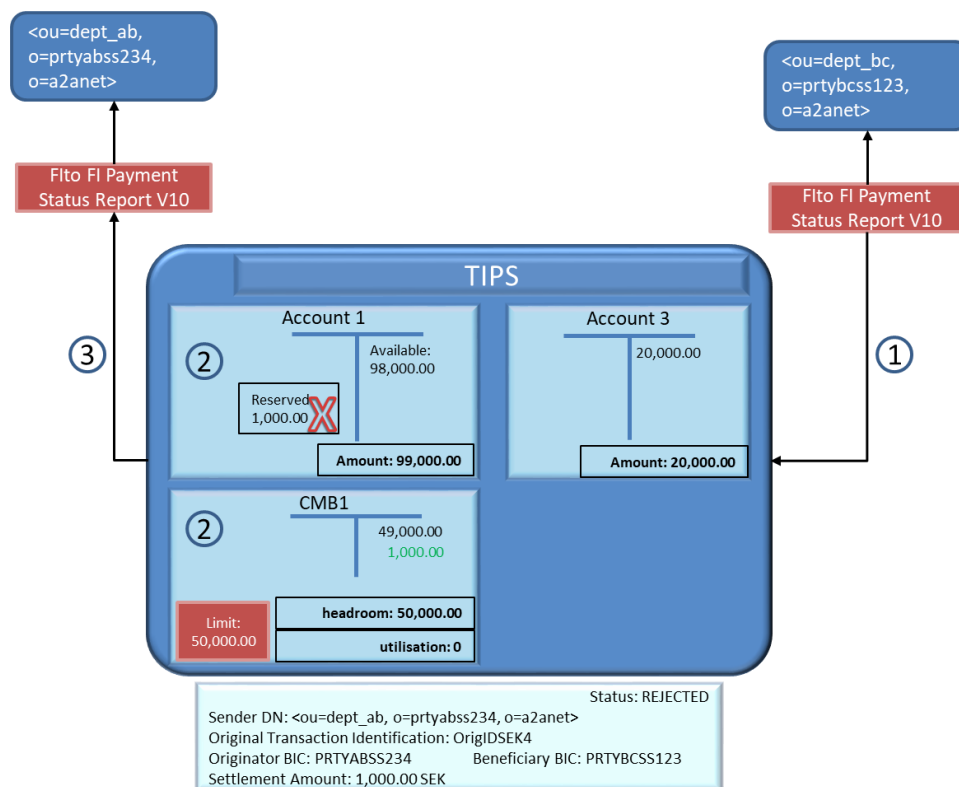 <ou=dept_ab,
o=prtyabss234,
o=a2anet>
<ou=dept_bc,
o=prtybcss123,
o=a2anet>
FIto FI Payment
Status Report V10
FIto FI Payment
Status Report V10
TIPS
3
1
Account 1
2
Available:
98,000.00
Reserved
1,000.00
X
Amount: 99,000.00
Account 3
20,000.00
Amount: 20,000.00
CMB1
2
49,000.00
1,000.00
Limit:
50,000.00
headroom: 50,000.00
utilisation: 0
Status: REJECTED
Sender DN: <ou=dept_ab, o=prtyabss234, o=a2anet>
Original Transaction Identification: OrigIDSEK4
Originator BIC: PRTYABSS234 Beneficiary BIC: PRTYBCSS123
Settlement Amount: 1,000.00 SEK